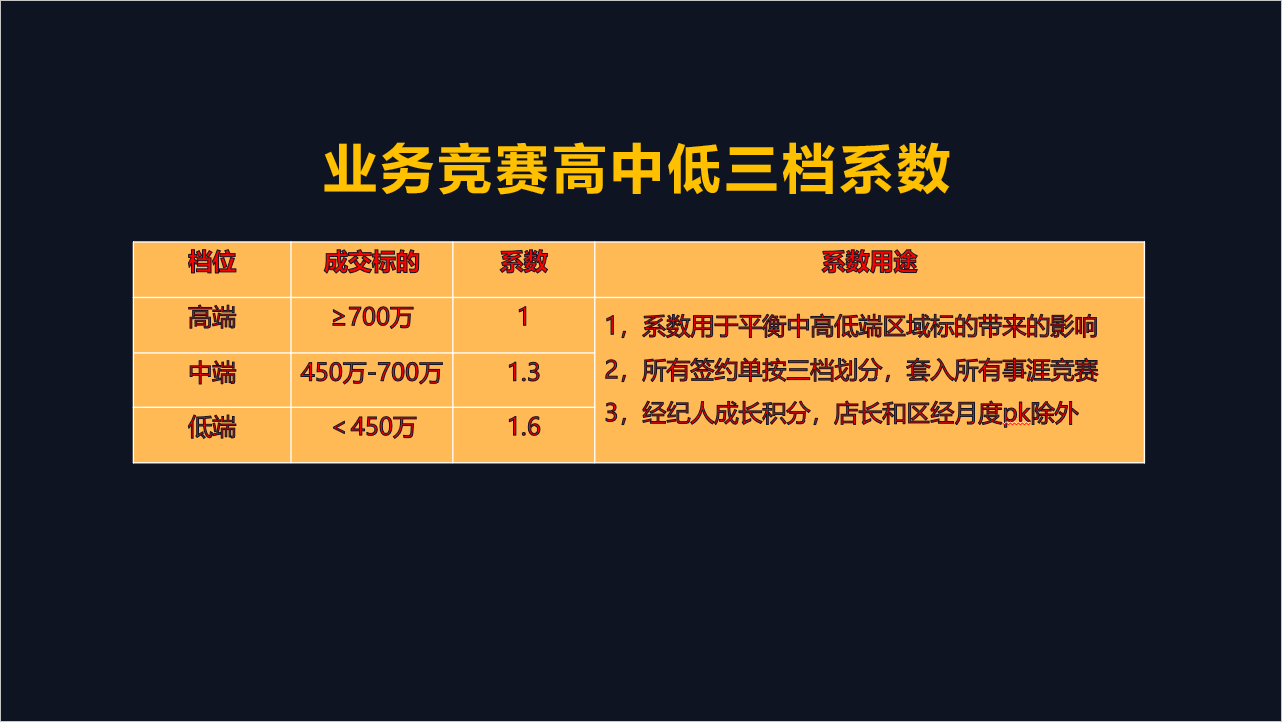 业务竞赛高中低三档系数
档位 成交标的 系数 系数用途
高端 ≥700万 1
中端 450万-700万 1.3
低端 ＜450万 1.6
1，系数用于平衡中高低端区域标的带来的影响
2，所有签约单按三档划分，套入所有事涯竞赛
3，经纪人成长积分，店长和区经月度pk除外